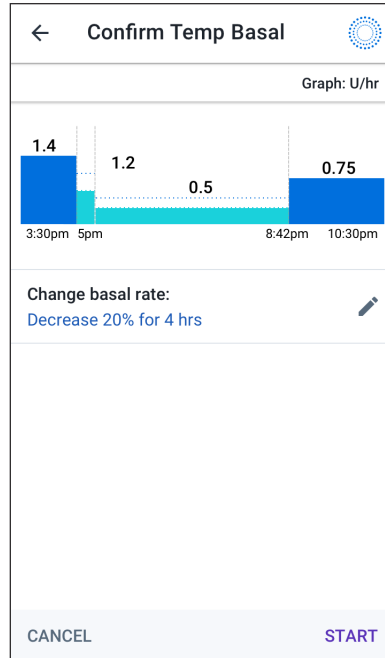 Confirm Temp Basal
Graph: U/hr
1.4
1.2
0.5
0.75
3:30pm 5pm 8:42pm 10:30pm
Change basal rate:
Decrease 20% for 4 hrs
CANCEL START